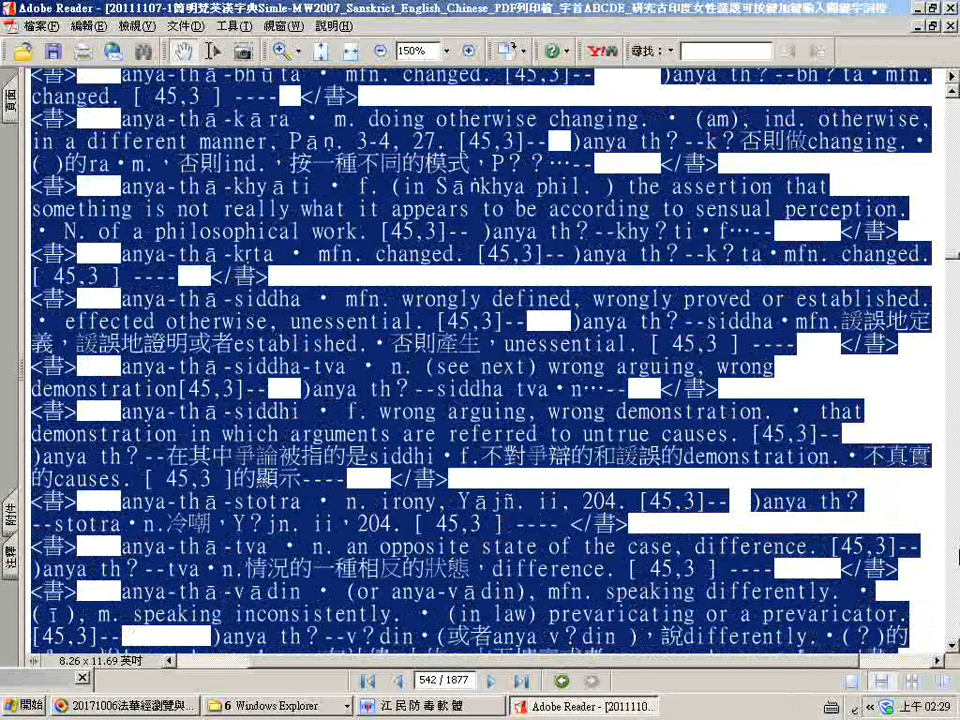 Adobe Reader - [20111107-1簡明梵英漢字典Simle-MW2007_Sanskrict_English_Chinese_PDF列印檔_字首ABCDE_研究古印度女性議題可按鍵鍵輸入關鍵字詞搜
檔案(F) 編輯(E) 檢視(V) 文件(D) 工具(T) 視窗(W) 說明(H)
150% Y! 尋找：
頁面
<書> anya-thā-bhūta • mfn. changed. [45,3]-- )anya th？--bh？ta•mfn.
changed. [ 45,3 ] ---- </書>
<書> anya-thā-kāra • m. doing otherwise changing. • (am), ind. otherwise,
in a different manner, Pāṇ. 3-4, 27. [45,3]-- )anya th？--k？否則做changing.
•( )的ra•m.，否則ind.，按一種不同的模式，P？？…-- </書>
<書> anya-thā-khyāti • f. (in Sāṅkhya phil. ) the assertion that
something is not really what it appears to be according to sensual perception.
• N. of a philosophical work. [45,3]-- )anya th？--khy？ti•f…-- </書>
<書> anya-thā-kṛta • mfn. changed. [45,3]-- )anya th？--k？ta•mfn. changed.
[ 45,3 ] ---- </書>
<書> anya-thā-siddha • mfn. wrongly defined, wrongly proved or established.
• effected otherwise, unessential. [45,3]-- )anya th？--siddha•mfn.謬誤地定
義，謬誤地證明或者established.•否則產生，unessential. [ 45,3 ] ---- </書>
<書> anya-thā-siddha-tva • n. (see next) wrong arguing, wrong
demonstration[45,3]-- )anya th？--siddha tva•n…-- </書>
<書> anya-thā-siddhi • f. wrong arguing, wrong demonstration. • that
demonstration in which arguments are referred to untrue causes. [45,3]--
)anya th？--在其中爭論被指的是siddhi•f.不對爭辯的和謬誤的demonstration.•不真實
的causes. [ 45,3 ]的顯示---- </書>
<書> anya-thā-stotra • n. irony, Yājñ. ii, 204. [45,3]-- )anya th？
--stotra•n.冷嘲，Y？jn. ii，204. [ 45,3 ] ---- </書>
<書> anya-thā-tva • n. an opposite state of the case, difference. [45,3]--
)anya th？--tva•n.情況的一種相反的狀態，difference. [ 45,3 ] ---- </書>
<書> anya-thā-vādin • (or anya-vādin), mfn. speaking differently. •
(ī), m. speaking inconsistently. • (in law) prevaricating or a prevaricator.
[45,3]-- )anya th？--v？din•(或者anya v？din )，說differently.•(？)的
附件
注釋
8.26 x 11.69 英吋
542 / 1877
開始 20171006法華經瀏覽與... 6 Windows Explorer 江民防毒軟體 Adobe Reader - [2011110... 上午 02:29